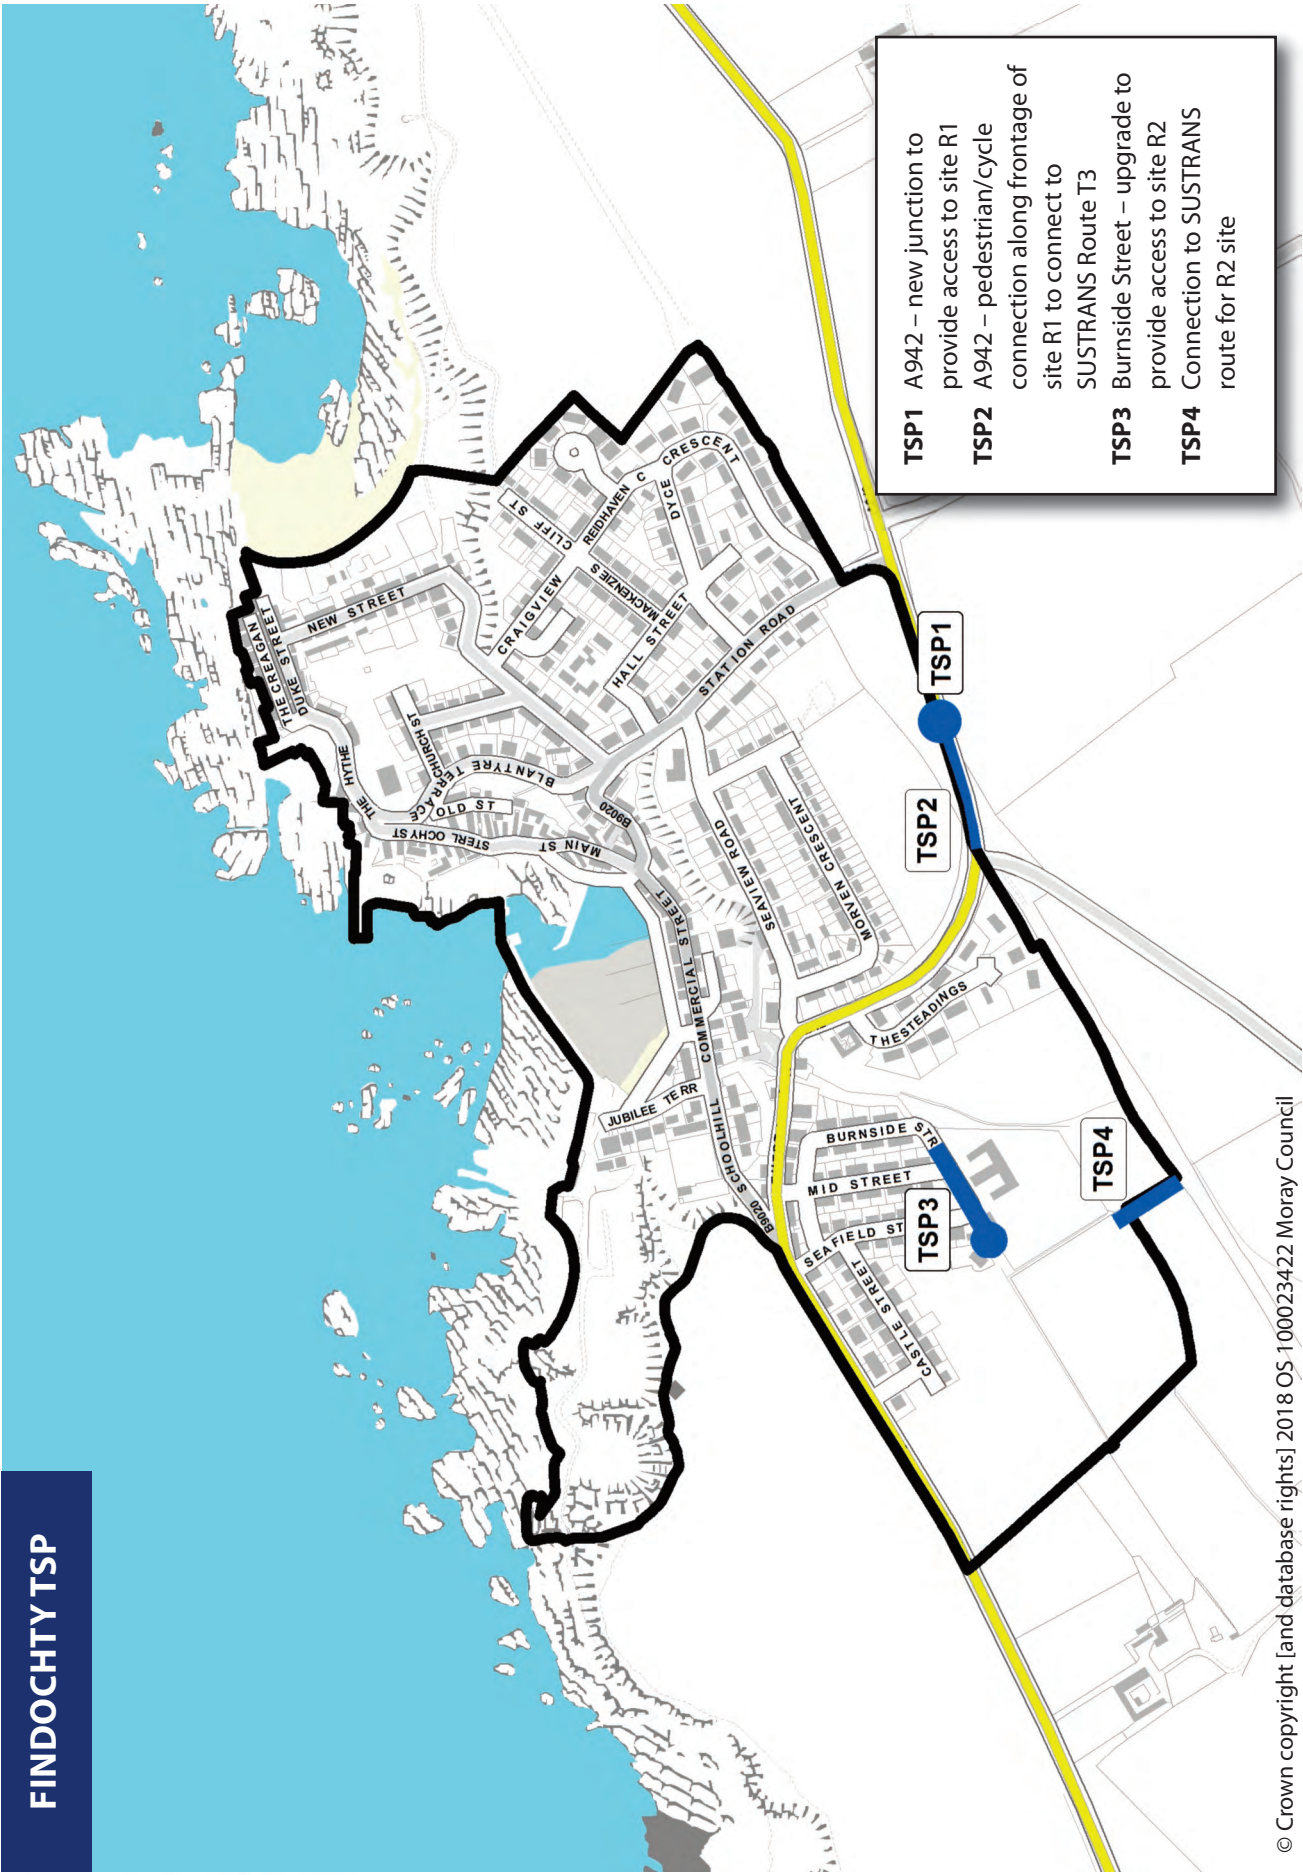 FINDOCHTY TSP
THE CREAGAN
DUKE STREET
NEW STREET
THE HYTHE
CHURCH ST
BLANTYRE TERRACE
OLD ST
STERLOCHY ST
MAIN ST
B9020
CLIFF ST
REIDHAVEN
CRAIGVIEW
MACKENZIE S
HALL STREET
DYCE CRESCENT
STATION ROAD
SEAVIEW ROAD
MORVEN CRESCENT
COMMERCIAL STREET
JUBILEE TERR
SCHOOLHILL
B9020
THE STEADINGS
BURNSIDE STR
MID STREET
SEAFIELD ST
CASTLE STREET
TSP1
TSP2
TSP3
TSP4
TSP1 A942 – new junction to
provide access to site R1
TSP2 A942 – pedestrian/cycle
connection along frontage of
site R1 to connect to
SUSTRANS Route T3
TSP3 Burnside Street – upgrade to
provide access to site R2
TSP4 Connection to SUSTRANS
route for R2 site
© Crown copyright [and database rights] 2018 OS 100023422 Moray Council